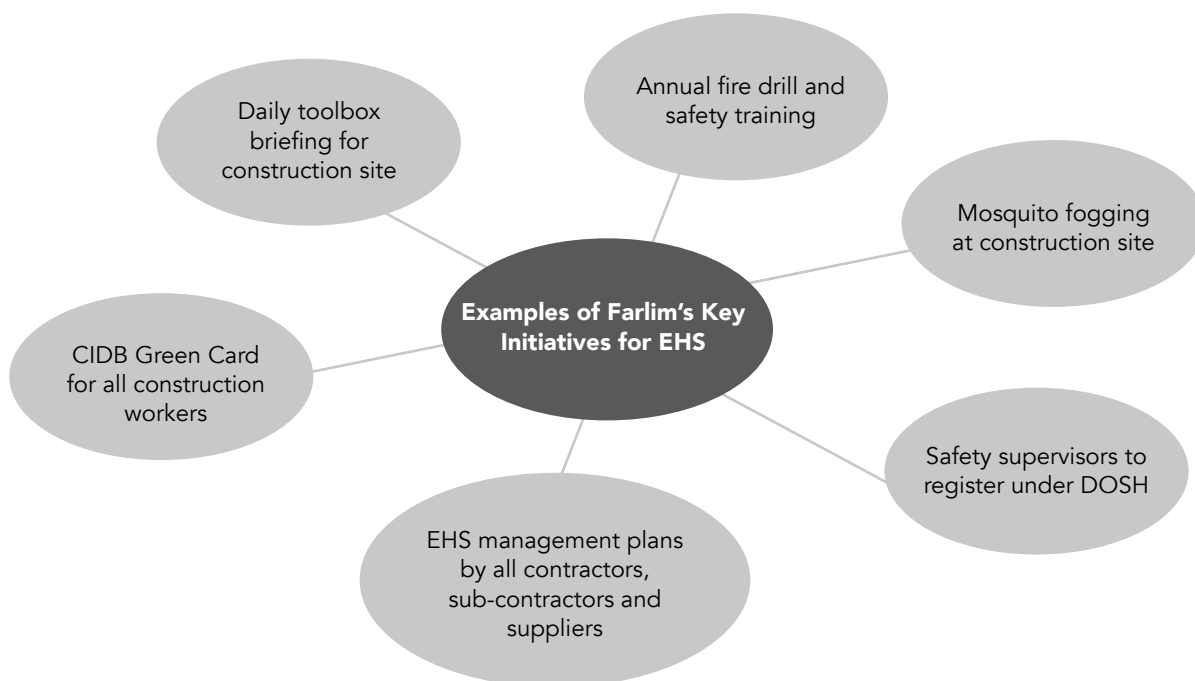 Daily toolbox
briefing for
construction site
Annual fire drill and
safety training
Mosquito fogging
at construction site
Examples of Farlim’s Key
Initiatives for EHS
CIDB Green Card
for all construction
workers
Safety supervisors to
register under DOSH
EHS management plans
by all contractors,
sub-contractors and
suppliers